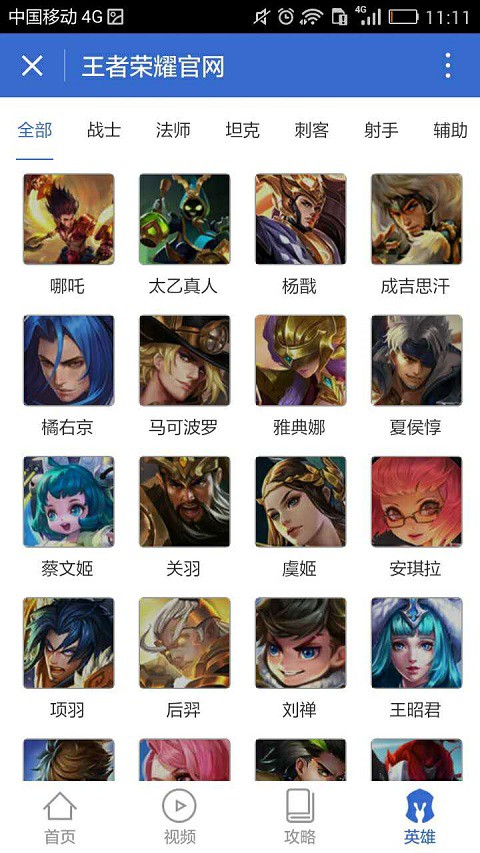 中国移动 4G 4G 11:11
王者荣耀官网
全部 战士 法师 坦克 刺客 射手 辅助
哪吒 太乙真人 杨戬 成吉思汗
橘右京 马可波罗 雅典娜 夏侯惇
蔡文姬 关羽 虞姬 安琪拉
项羽 后羿 刘禅 王昭君
首页 视频 攻略 英雄